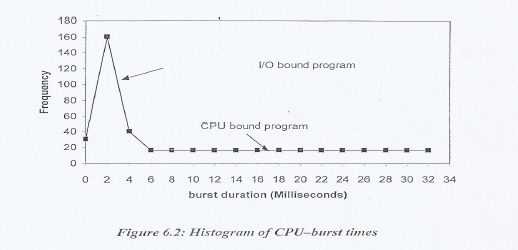 180
160
140
120
100
80
60
40
20
0
Frequency
I/O bound program
CPU bound program
0 2 4 6 8 10 12 14 16 18 20 22 24 26 28 30 32 34
burst duration (Milliseconds)
Figure 6.2: Histogram of CPU–burst times